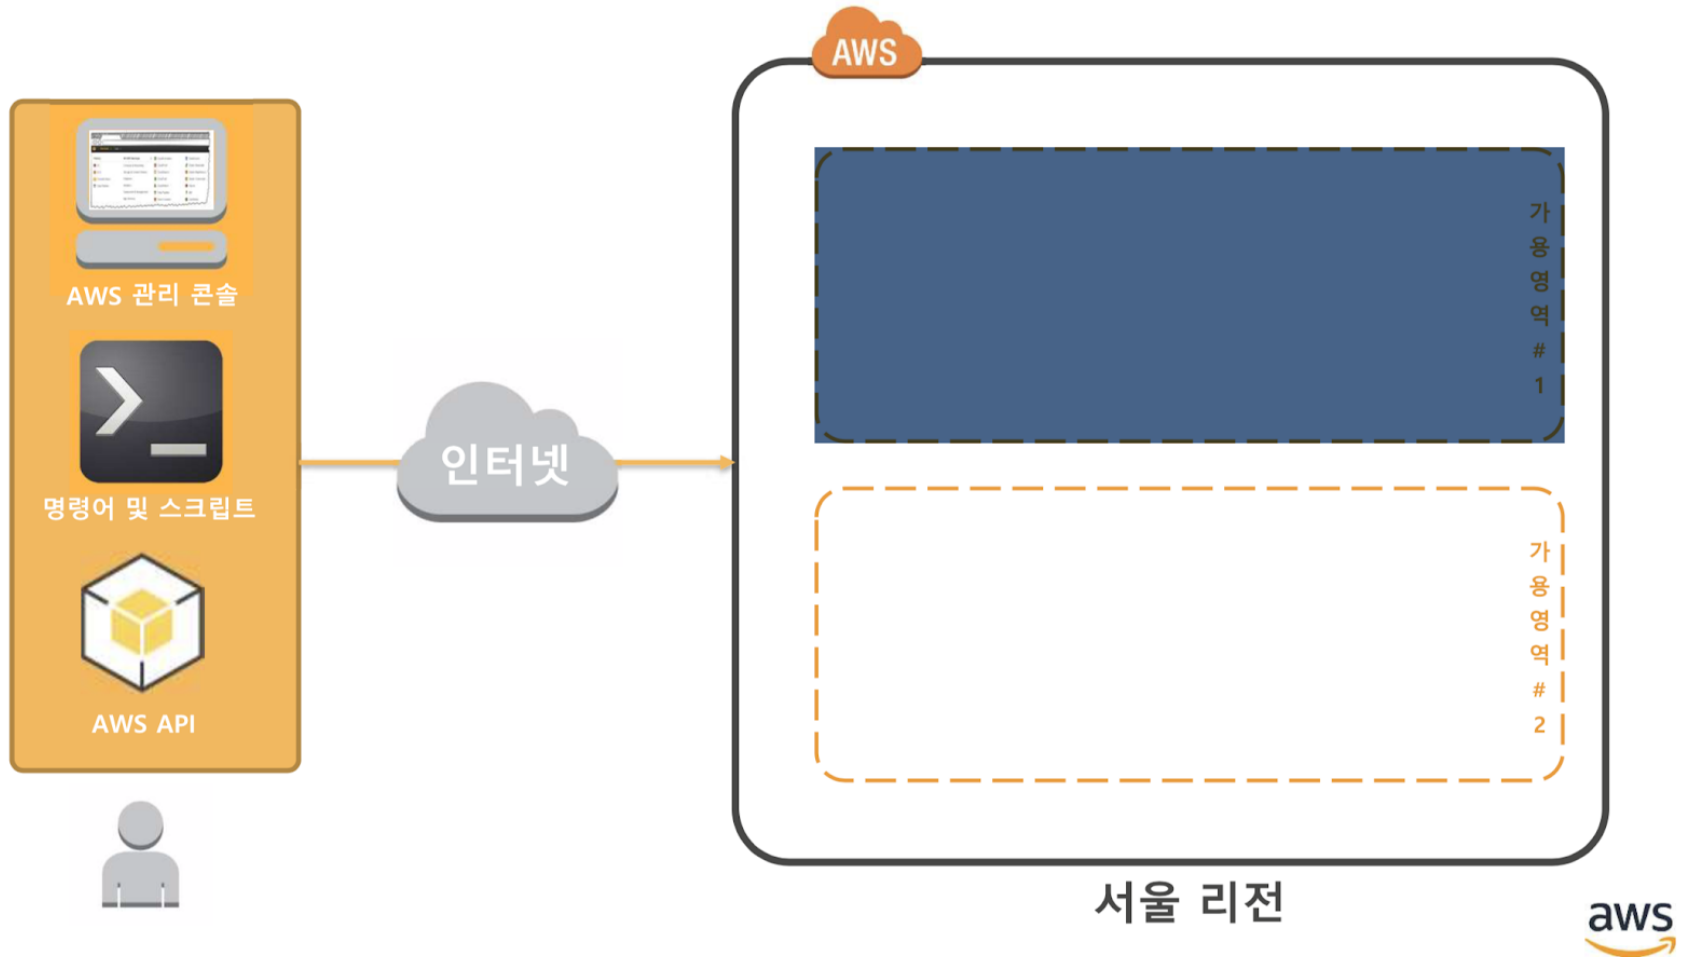 AWS
AWS 관리 콘솔
명령어 및 스크립트
AWS API
인터넷
가용영역#1
가용영역#2
서울 리전
aws